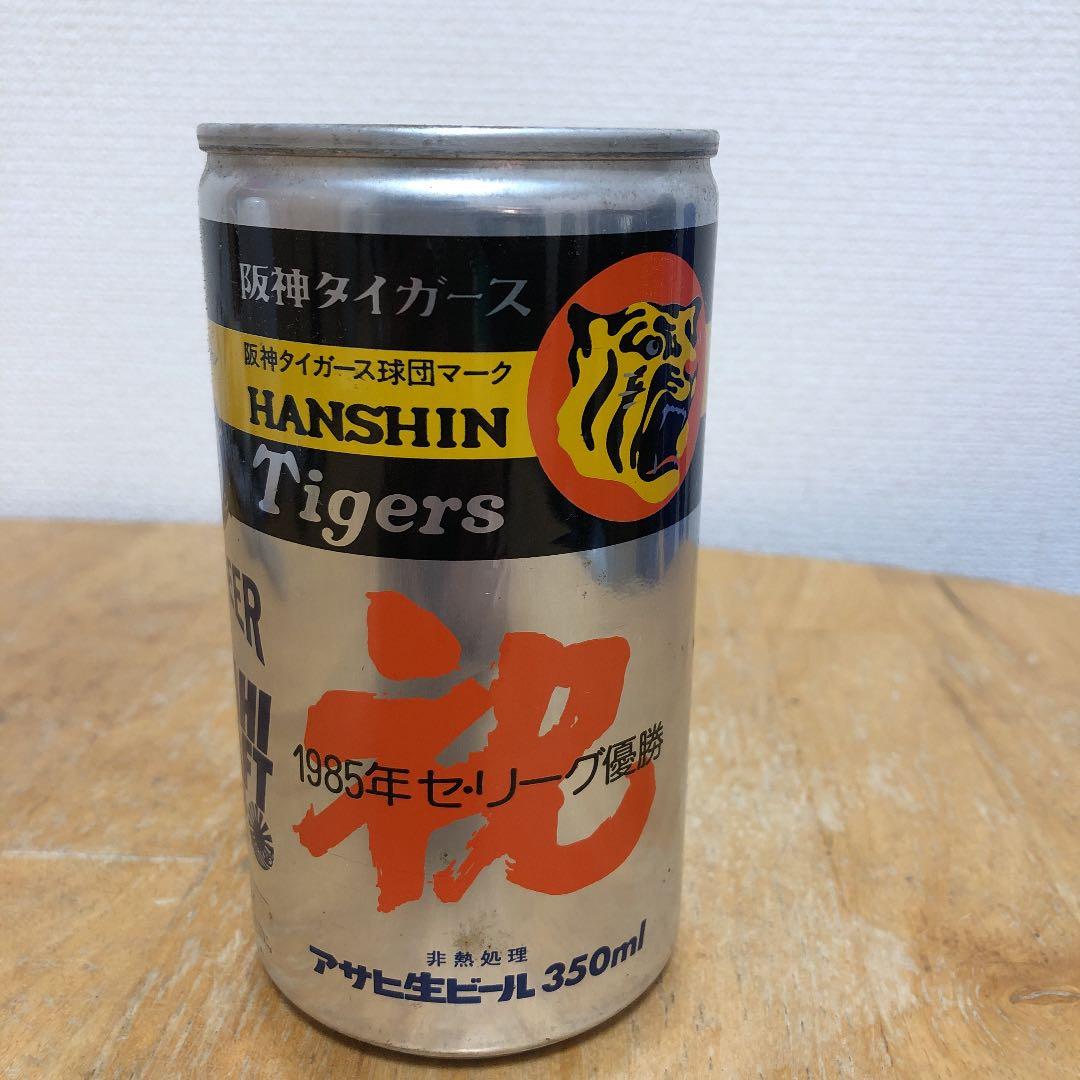 阪神タイガース
阪神タイガース球団マーク
HANSHIN
Tigers
祝
1985年セ・リーグ優勝
非熱処理
アサヒ生ビール 350ml